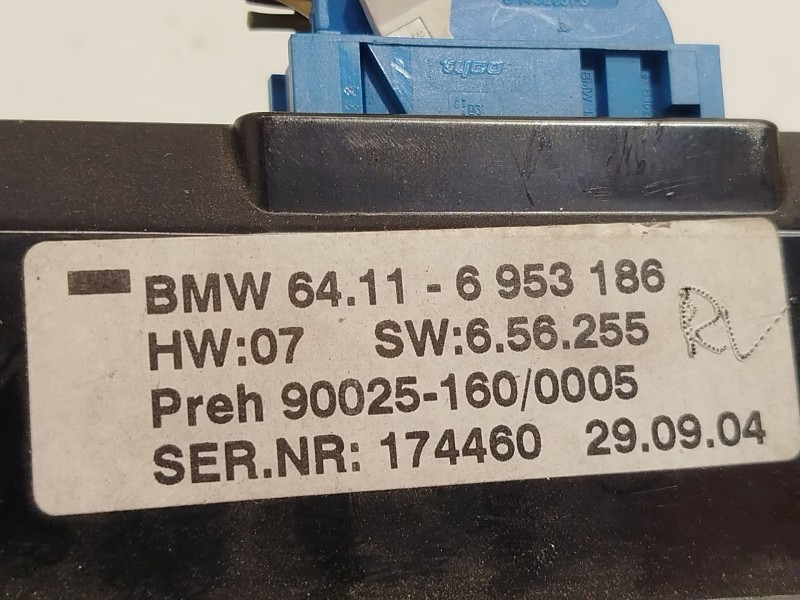 tyco
BMW
BMW 64.11 - 6 953 186
HW:07 SW:6.56.255
Preh 90025-160/0005
SER.NR: 174460 29.09.04